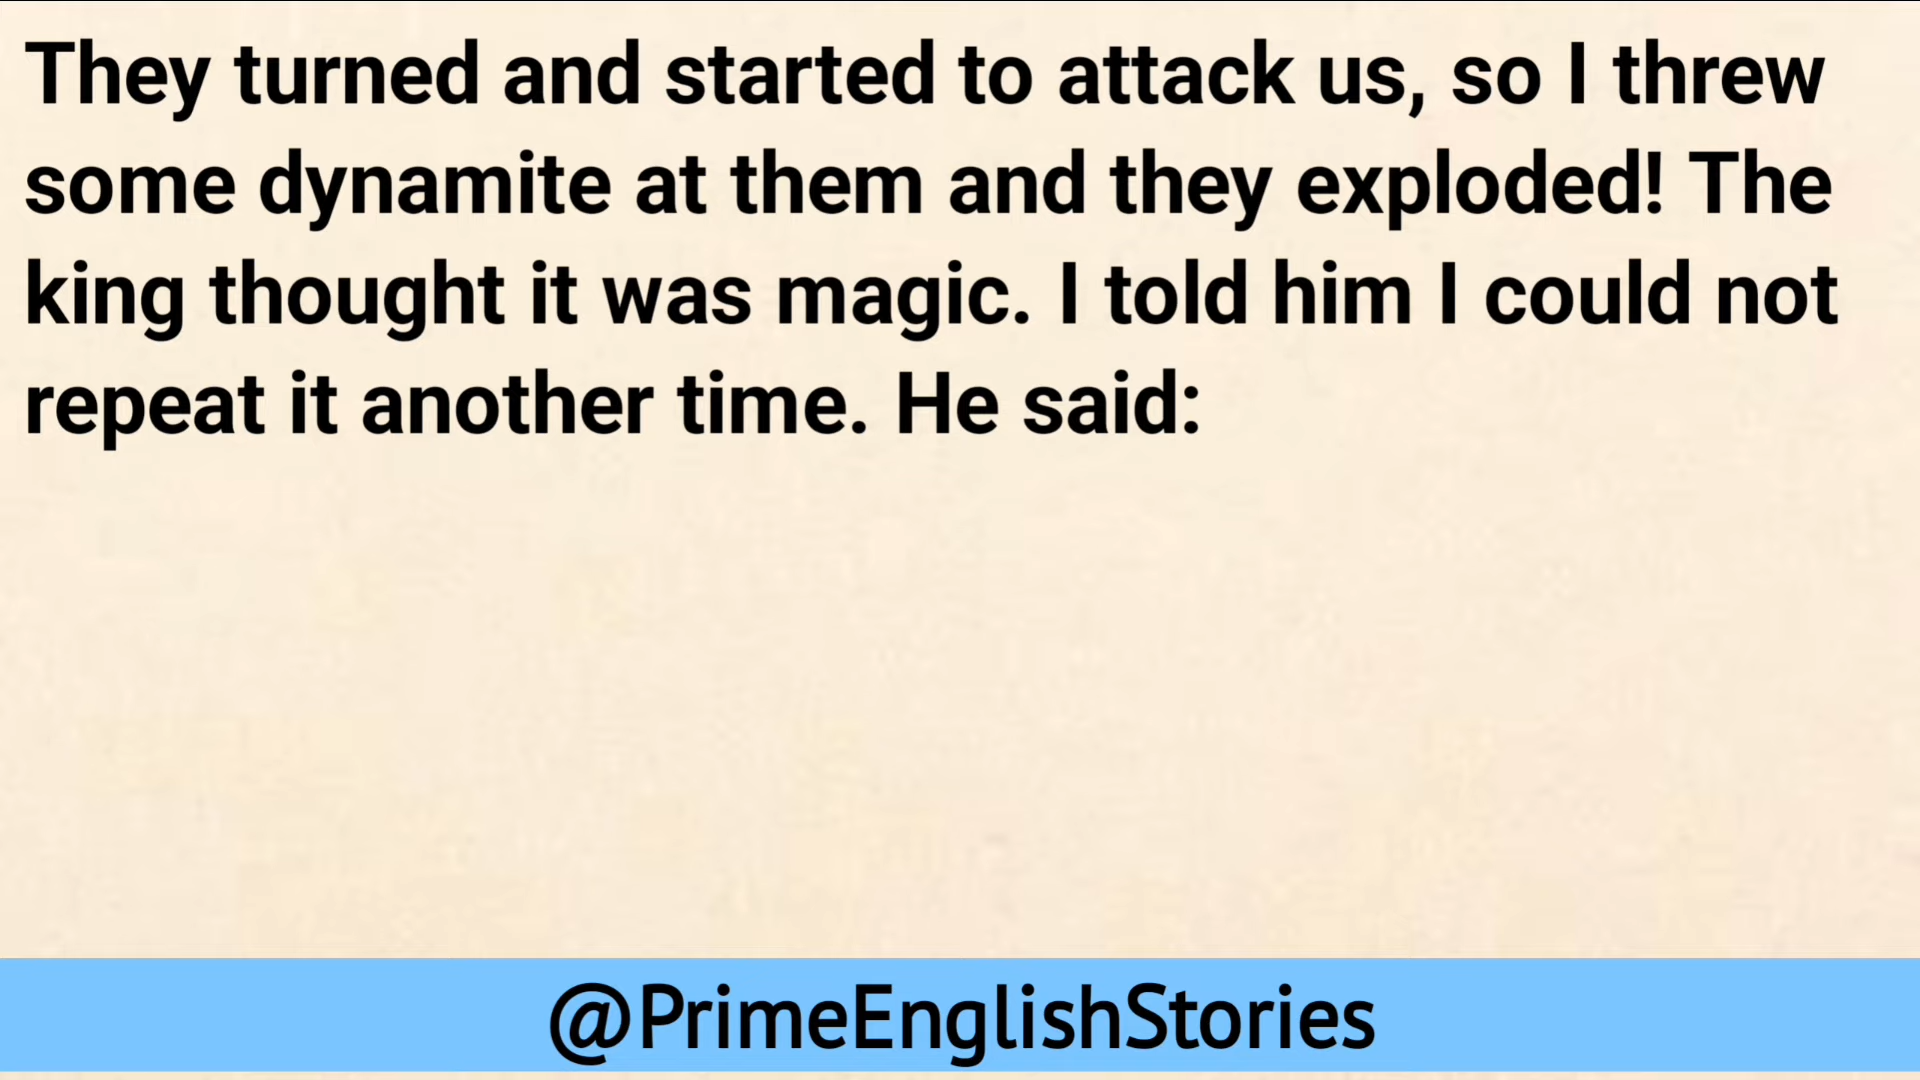 They turned and started to attack us, so I threw
some dynamite at them and they exploded! The
king thought it was magic. I told him I could not
repeat it another time. He said:
@PrimeEnglishStories